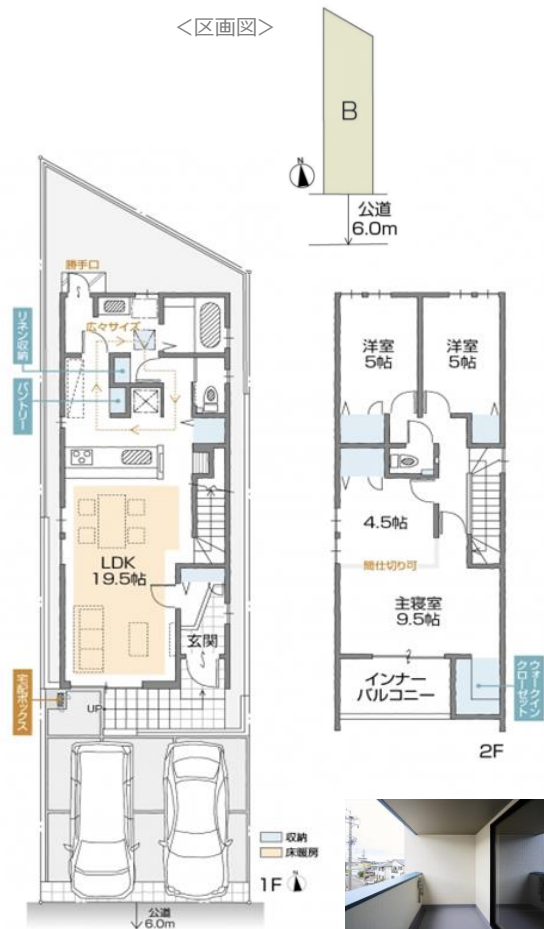 <区画図>
B
N
公道
6.0m
勝手口
リネン収納
広々サイズ
パントリー
LDK
19.5帖
玄関
宅配ボックス
UP
収納
床暖房
1F
公道
6.0m
洋室
5帖
洋室
5帖
4.5帖
間仕切り可
主寝室
9.5帖
インナー
バルコニー
ウォークイン
クローゼット
2F